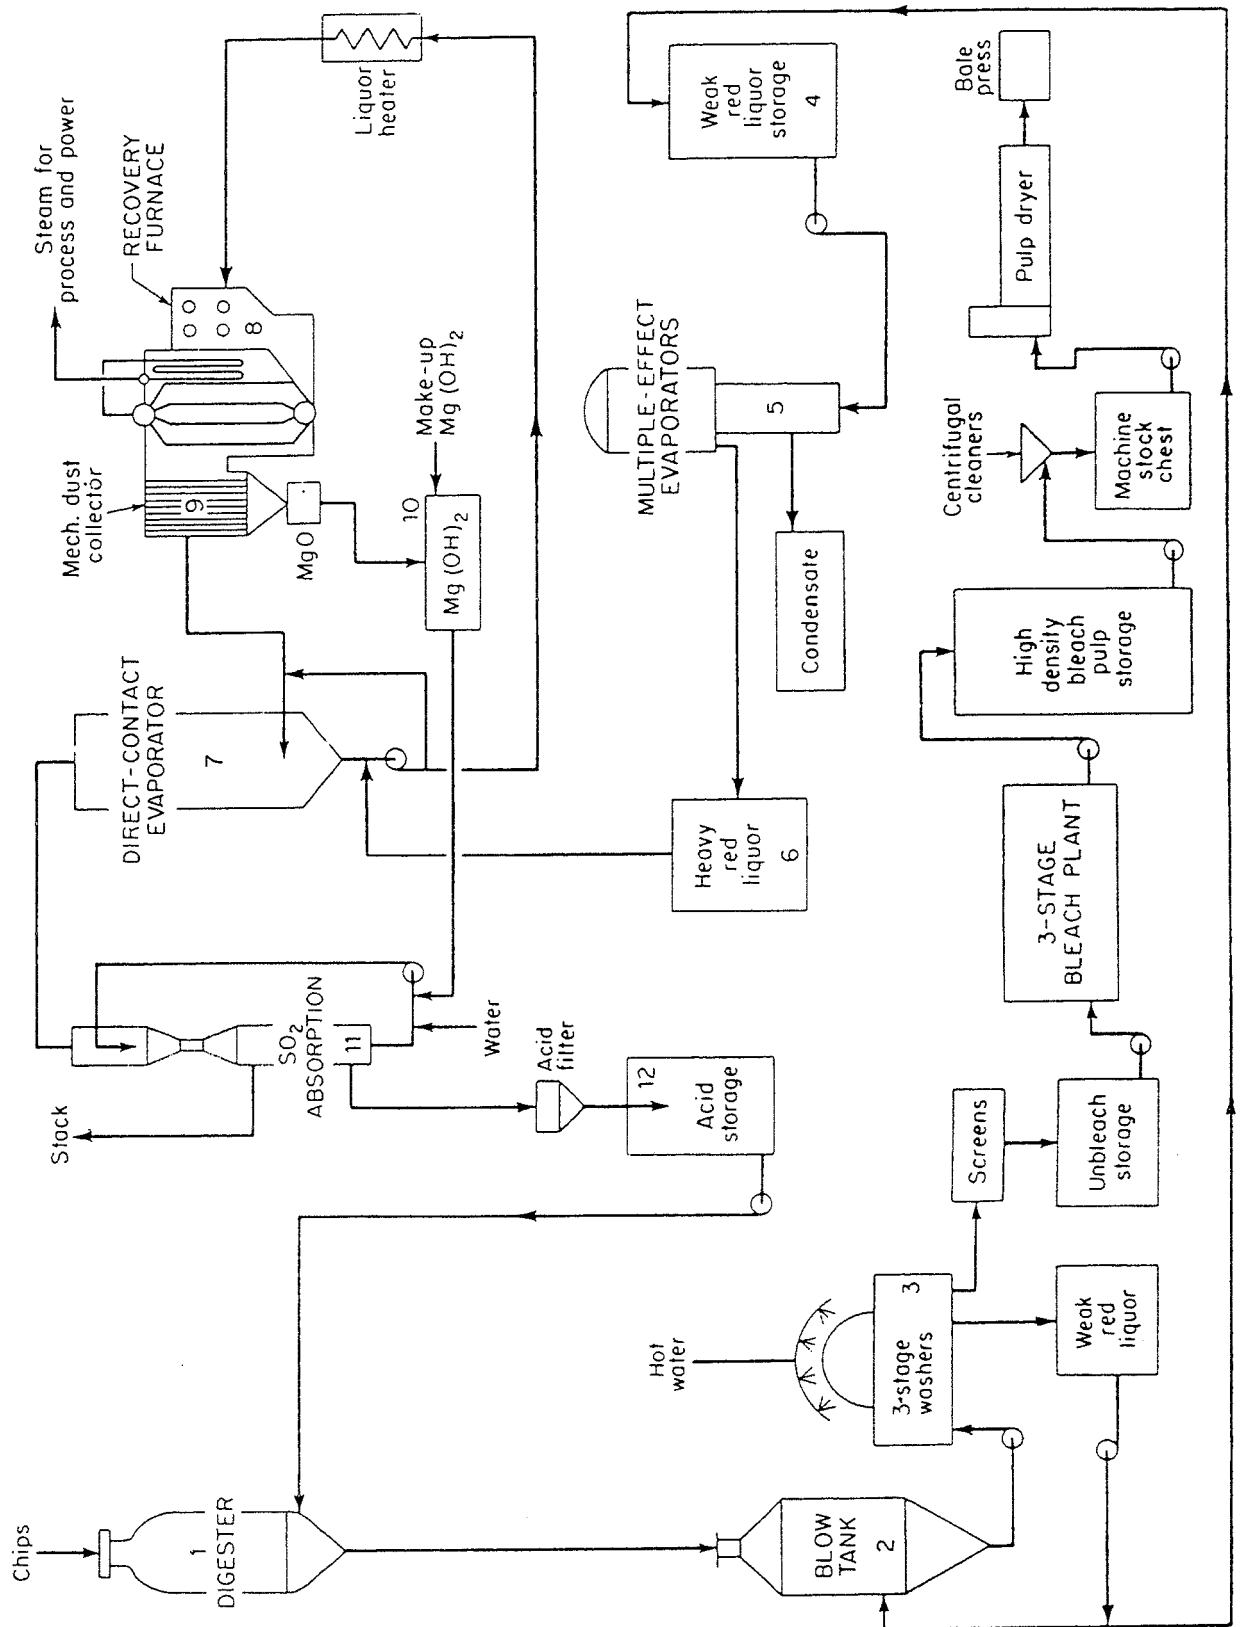 Chips
1
DIGESTER
Stack
SO2
ABSORPTION
11
Water
Acid
filter
12
Acid
storage
DIRECT-CONTACT
EVAPORATOR
7
Mech. dust
collector
9
MgO
Steam for
process and power
RECOVERY
FURNACE
8
Liquor
heater
10
Mg(OH)2
Make-up
Mg(OH)2
Heavy
red
liquor
6
MULTIPLE-EFFECT
EVAPORATORS
5
Condensate
Weak
red
liquor
storage
4
BLOW
TANK
2
Hot
water
3-stage
washers
3
Weak
red
liquor
Screens
Unbleach
storage
3-STAGE
BLEACH PLANT
High
density
bleach
pulp
storage
Centrifugal
cleaners
Machine
stock
chest
Pulp dryer
Bale
press